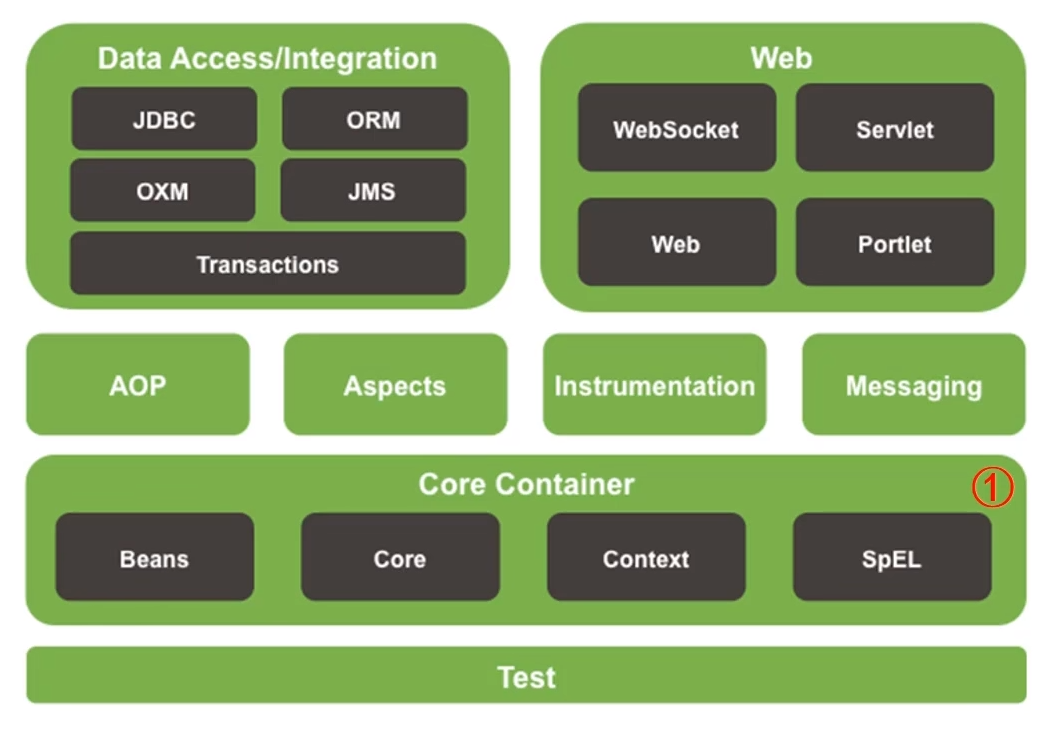 Data Access/Integration
JDBC
ORM
OXM
JMS
Transactions
Web
WebSocket
Servlet
Web
Portlet
AOP
Aspects
Instrumentation
Messaging
Core Container
①
Beans
Core
Context
SpEL
Test